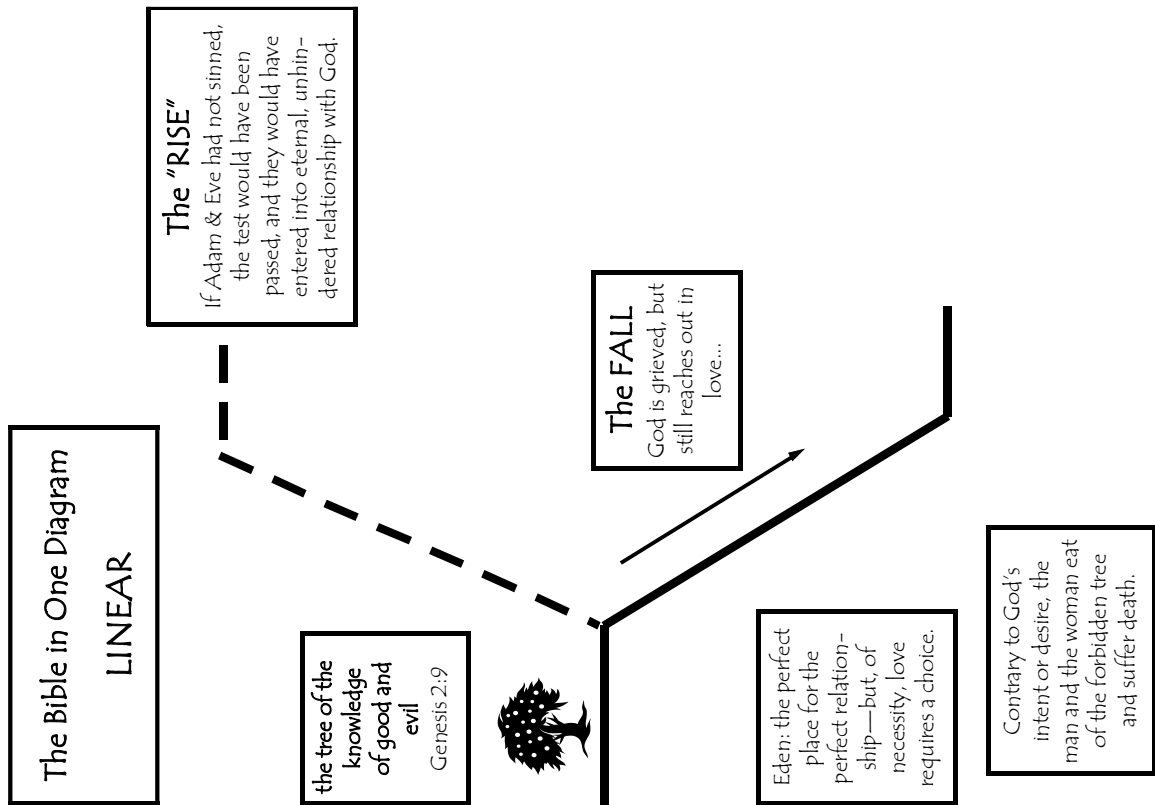 The Bible in One Diagram
LINEAR
the tree of the
knowledge
of good and
evil
Genesis 2:9
The "RISE"
If Adam & Eve had not sinned,
the test would have been
passed, and they would have
entered into eternal, unhin-
dered relationship with God.
The FALL
God is grieved, but
still reaches out in
love...
Eden: the perfect
place for the
perfect relation-
ship—but, of
necessity, love
requires a choice.
Contrary to God's
intent or desire, the
man and the woman eat
of the forbidden tree
and suffer death.